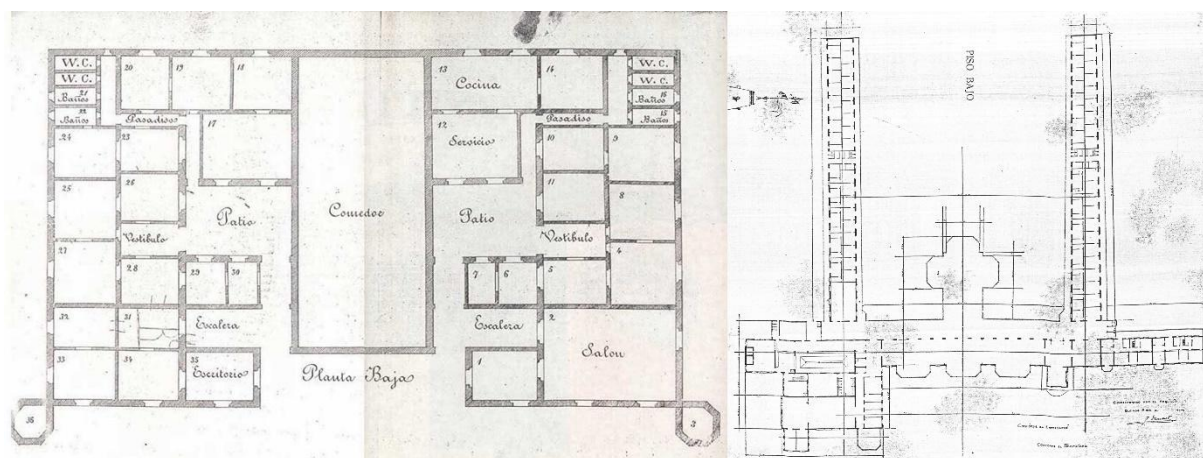 W.C.
20
19
18
13
Cocina
14
W.C.
W.C.
W.C.
21
Baños
16
Baños
22
Baños
Pasadisos
17
12
Servicio
Pasadiso
15
Baños
24
23
10
9
25
26
11
8
Patio
Comedor
Patio
Vestibulo
Vestibulo
27
28
29
30
7
6
5
4
32
31
Escalera
Escalera
2
Salon
33
34
35
Escritorio
Planta Baja
1
36
3
PISO BAJO